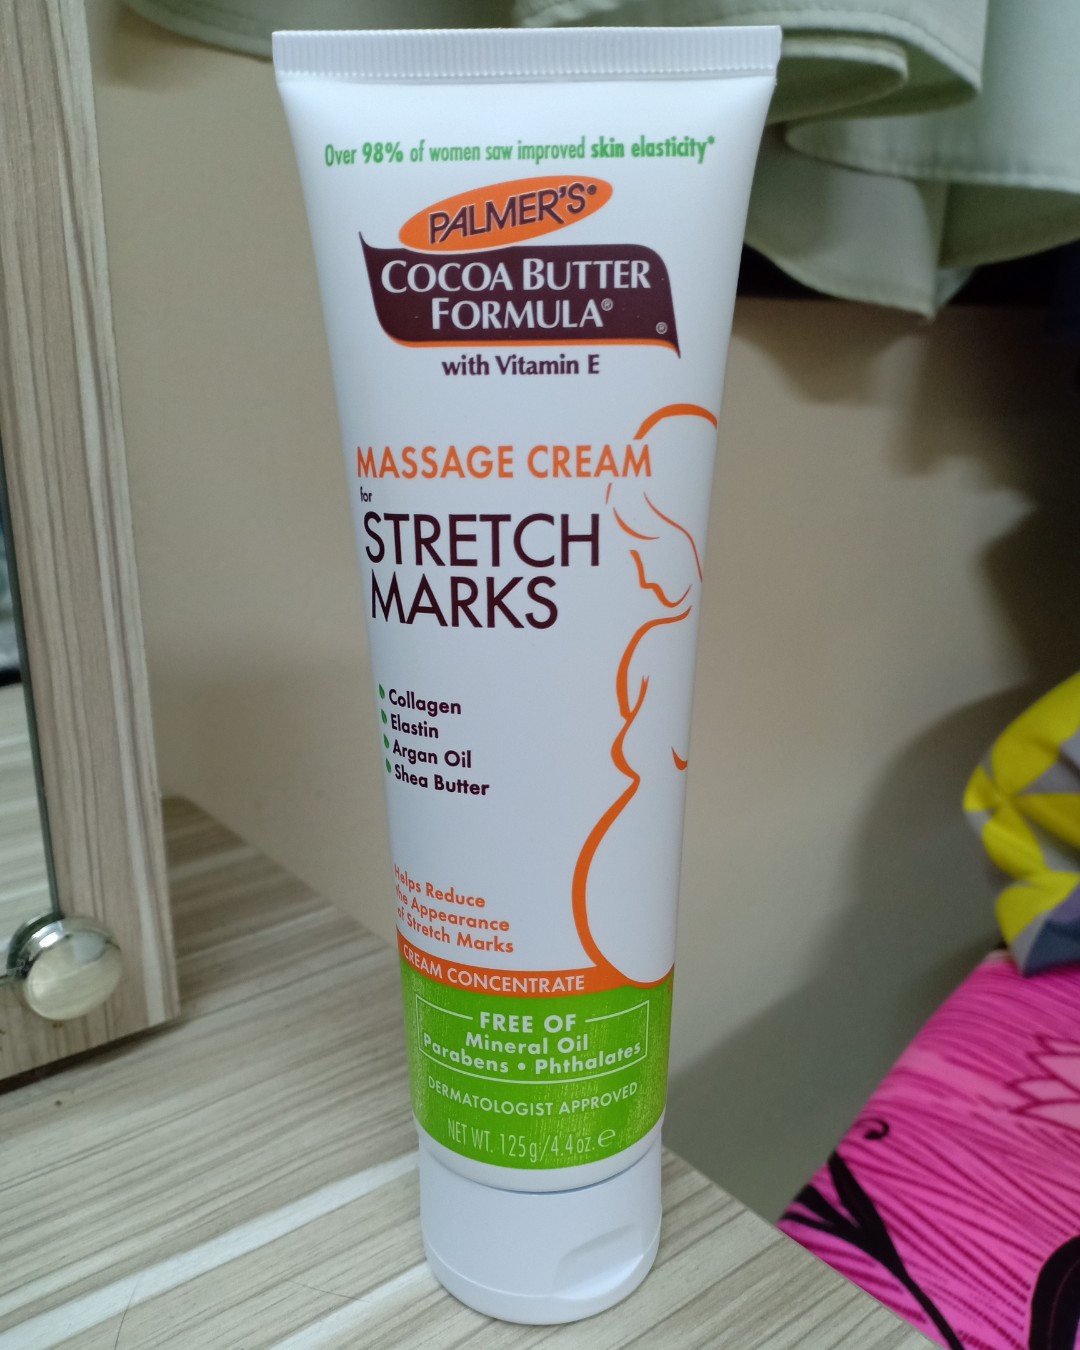 Over 98% of women saw improved skin elasticity*
PALMER'S®
COCOA BUTTER
FORMULA®
®
with Vitamin E
MASSAGE CREAM
for
STRETCH
MARKS
Collagen
Elastin
Argan Oil
Shea Butter
Helps Reduce
the Appearance
of Stretch Marks
CREAM CONCENTRATE
FREE OF
Mineral Oil
Parabens • Phthalates
DERMATOLOGIST APPROVED
NET WT. 125g/4.4 oz. ℮